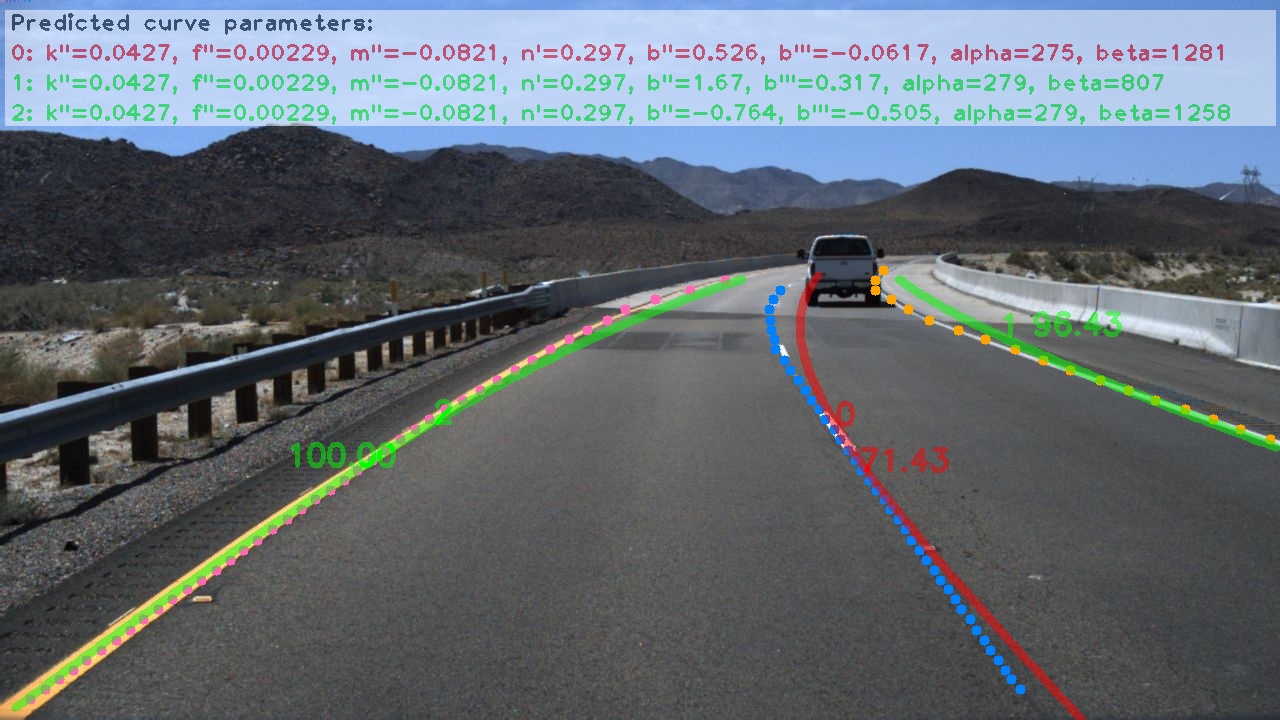 Predicted curve parameters:
0: k''=0.0427, f''=0.00229, m''=−0.0821, n'=0.297, b''=0.526, b'''=−0.0617, alpha=275, beta=1281
1: k''=0.0427, f''=0.00229, m''=−0.0821, n'=0.297, b''=1.67, b'''=0.317, alpha=279, beta=807
2: k''=0.0427, f''=0.00229, m''=−0.0821, n'=0.297, b''=−0.764, b'''=−0.505, alpha=279, beta=1258
1 96.43
2
0
100.00
71.43